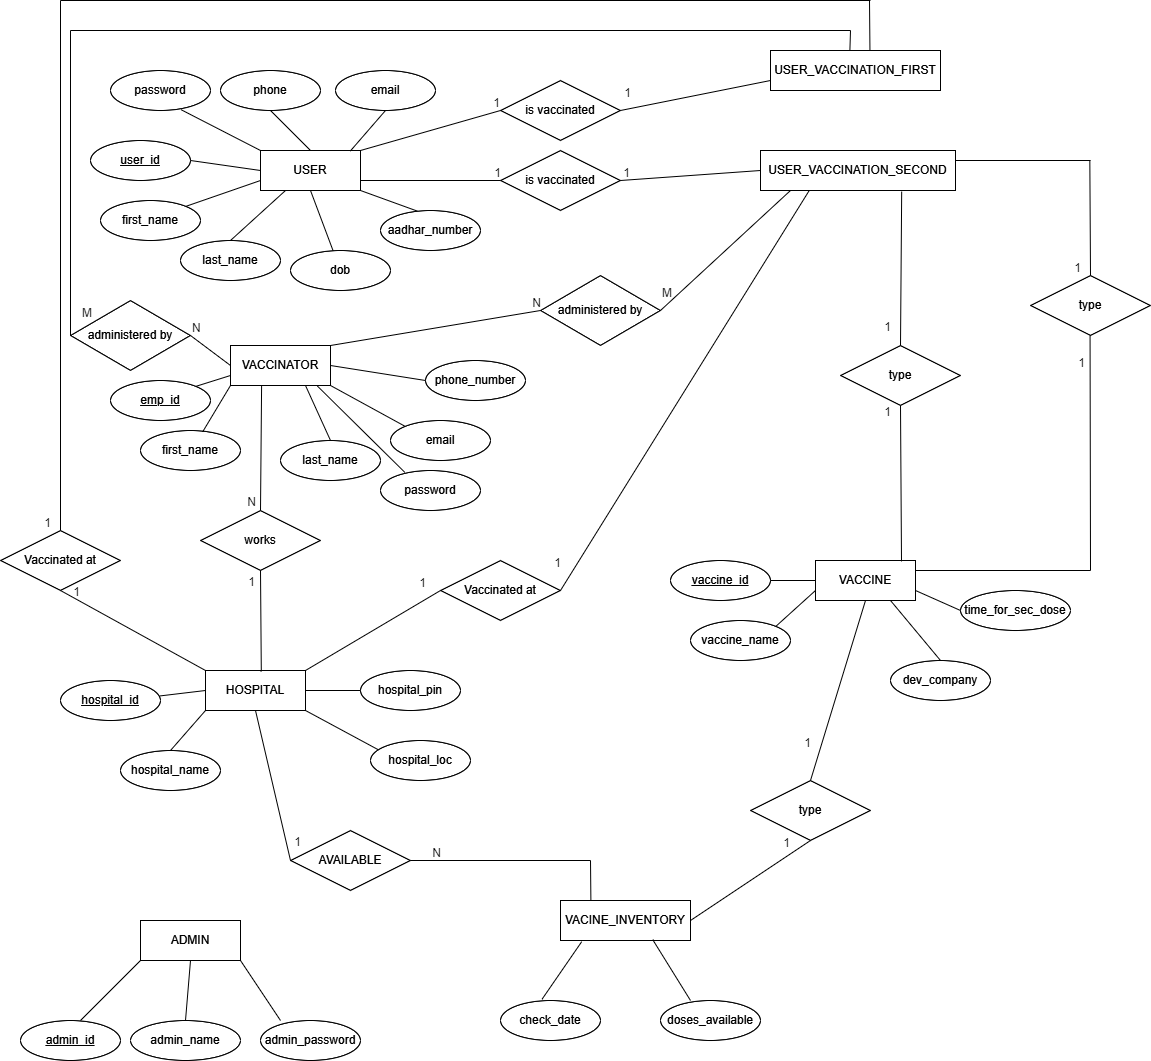 USER_VACCINATION_FIRST
password
phone
email
1
is vaccinated
1
user_id
USER
1
is vaccinated
1
USER_VACCINATION_SECOND
first_name
last_name
dob
aadhar_number
M
administered by
N
N
administered by
M
1
type
1
1
type
1
VACCINATOR
phone_number
emp_id
first_name
last_name
email
password
N
works
1
1
Vaccinated at
1
1
Vaccinated at
1
vaccine_id
VACCINE
time_for_sec_dose
vaccine_name
dev_company
hospital_id
HOSPITAL
hospital_pin
hospital_name
hospital_loc
1
type
1
1
AVAILABLE
N
VACINE_INVENTORY
ADMIN
check_date
doses_available
admin_id
admin_name
admin_password